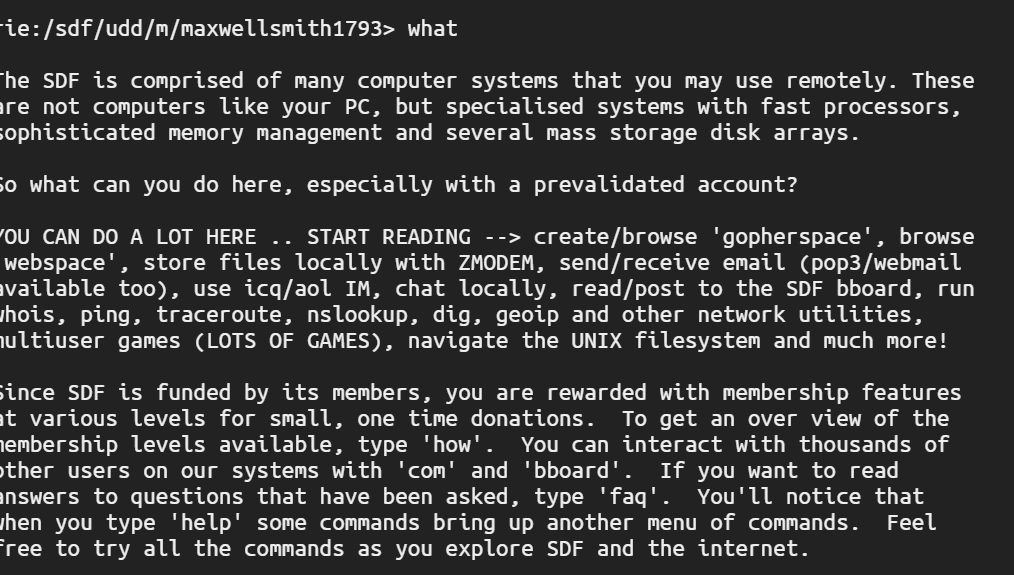 rie:/sdf/udd/m/maxwellsmith1793> what
The SDF is comprised of many computer systems that you may use remotely. These
are not computers like your PC, but specialised systems with fast processors,
sophisticated memory management and several mass storage disk arrays.
So what can you do here, especially with a prevalidated account?
YOU CAN DO A LOT HERE .. START READING --> create/browse 'gopherspace', browse
'webspace', store files locally with ZMODEM, send/receive email (pop3/webmail
available too), use icq/aol IM, chat locally, read/post to the SDF bboard, run
whois, ping, traceroute, nslookup, dig, geoip and other network utilities,
multiuser games (LOTS OF GAMES), navigate the UNIX filesystem and much more!
Since SDF is funded by its members, you are rewarded with membership features
at various levels for small, one time donations.  To get an over view of the
membership levels available, type 'how'.  You can interact with thousands of
other users on our systems with 'com' and 'bboard'.  If you want to read
answers to questions that have been asked, type 'faq'.  You'll notice that
when you type 'help' some commands bring up another menu of commands.  Feel
free to try all the commands as you explore SDF and the internet.